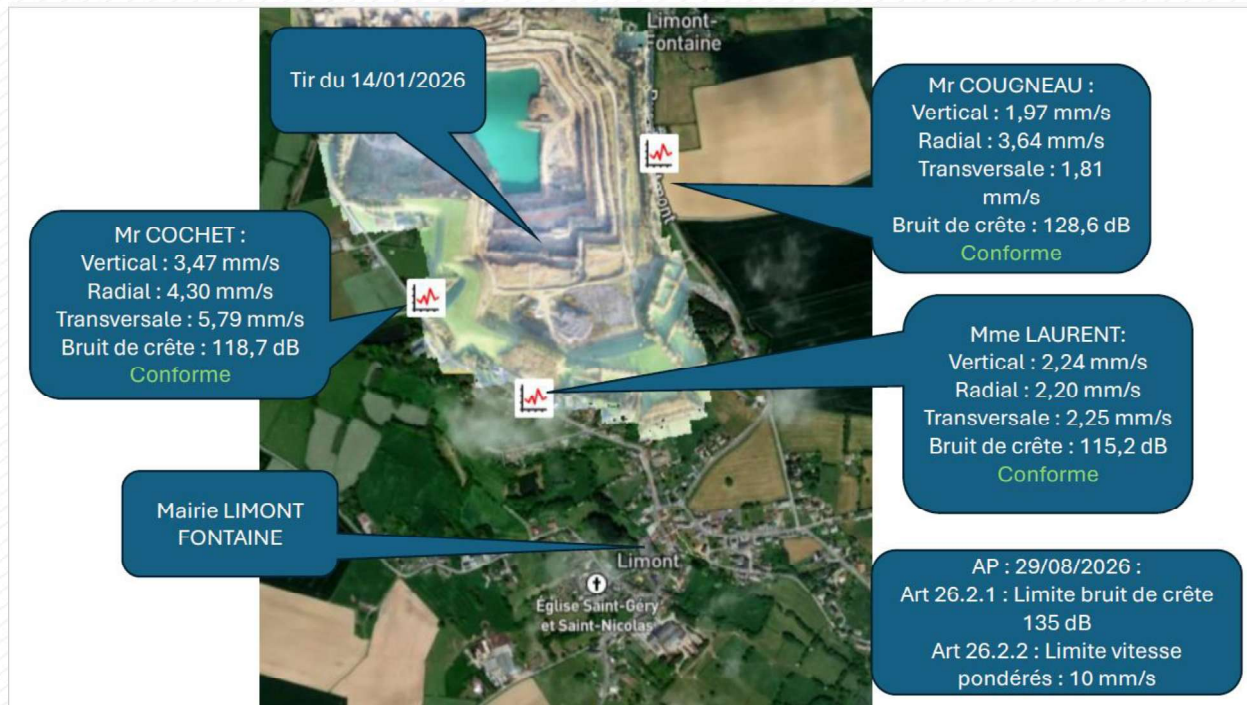 Limont-
Fontaine
Tir du 14/01/2026
Mr COUGNEAU :
Vertical : 1,97 mm/s
Radial : 3,64 mm/s
Transversale : 1,81
mm/s
Bruit de crête : 128,6 dB
Conforme
Mr COCHET :
Vertical : 3,47 mm/s
Radial : 4,30 mm/s
Transversale : 5,79 mm/s
Bruit de crête : 118,7 dB
Conforme
Mme LAURENT:
Vertical : 2,24 mm/s
Radial : 2,20 mm/s
Transversale : 2,25 mm/s
Bruit de crête : 115,2 dB
Conforme
Mairie LIMONT
FONTAINE
Limont
Église Saint-Géry
et Saint-Nicolas
AP : 29/08/2026 :
Art 26.2.1 : Limite bruit de crête
135 dB
Art 26.2.2 : Limite vitesse
pondérés : 10 mm/s